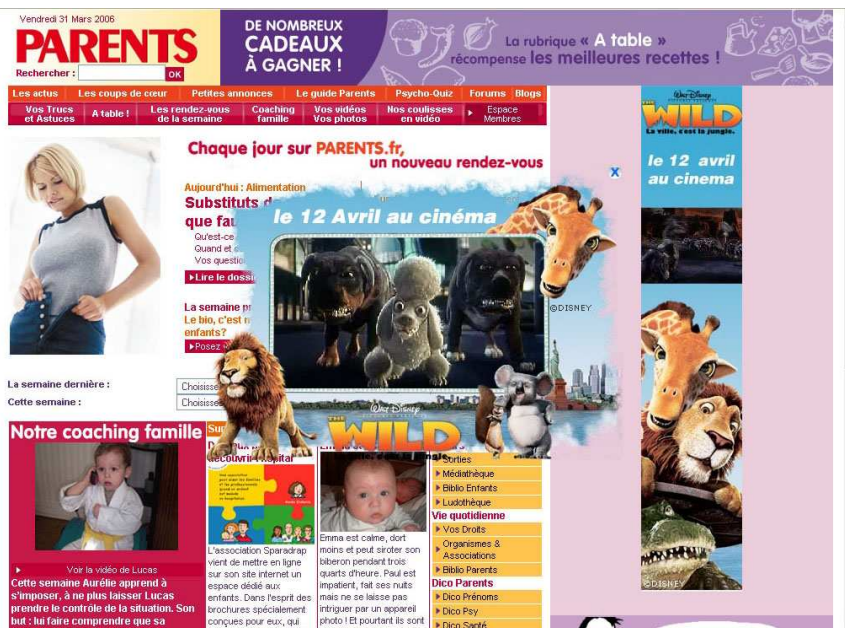 Vendredi 31 Mars 2006
PARENTS
Rechercher :
OK
DE NOMBREUX
CADEAUX
À GAGNER !
La rubrique « A table »
récompense les meilleures recettes !
Les actus
Les coups de cœur
Petites annonces
Le guide Parents
Psycho-Quiz
Forums
Blogs
Vos Trucs
et Astuces
A table !
Les rendez-vous
de la semaine
Coaching
famille
Vos vidéos
Vos photos
Nos coulisses
en vidéo
Espace
Membres
Chaque jour sur PARENTS.fr,
un nouveau rendez-vous
Aujourd'hui : Alimentation
Substituts
que
Qu'est-ce
Quand et
Vos
Lire le
La semaine
Le bio, c'est
enfants?
Posez
X
le 12 Avril au cinéma
©DISNEY
WALT DISNEY
THE
WILD
La semaine dernière :
Cette semaine :
Notre coaching famille
Voir la vidéo de Lucas
Cette semaine Aurélie apprend à
s'imposer, à ne plus laisser Lucas
prendre le contrôle de la situation. Son
but : lui faire comprendre que sa
L'association Sparadrap
vient de mettre en ligne
sur son site internet un
espace dédié aux
enfants. Dans l'esprit des
brochures spécialement
conçues pour eux, qui
Emma est calme, dort
moins et peut siroter son
biberon pendant trois
quarts d'heure. Paul est
impatient, fait ses nuits
mais ne se laisse pas
intriguer par un appareil
photo ! Et pourtant ils sont
Sorties
Médiathèque
Biblio Enfants
Ludothèque
Vie quotidienne
Vos Droits
Organismes &
Associations
Biblio Parents
Dico Parents
Dico Prénoms
Dico Psy
Dico Santé
Walt Disney
THE
WILD
La ville, c'est la jungle.
le 12 avril
au cinema
©DISNEY